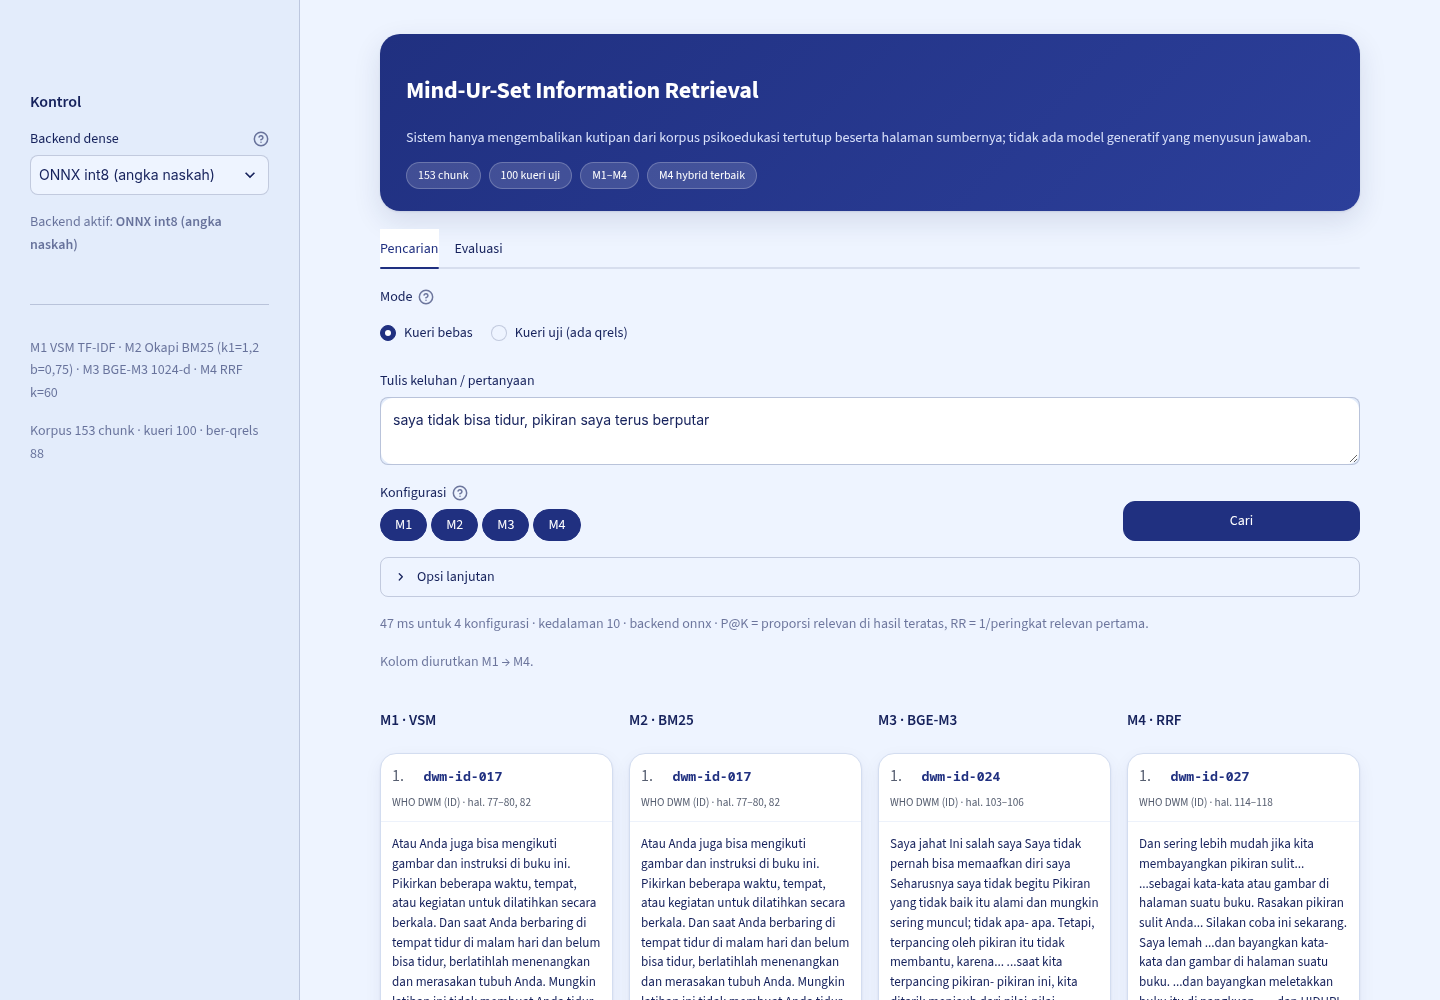 Kontrol
Backend dense
ONNX int8 (angka naskah)
Backend aktif: ONNX int8 (angka
naskah)
M1 VSM TF-IDF · M2 Okapi BM25 (k1=1,2
b=0,75) · M3 BGE-M3 1024-d · M4 RRF
k=60
Korpus 153 chunk · kueri 100 · ber-qrels
88
Mind-Ur-Set Information Retrieval
Sistem hanya mengembalikan kutipan dari korpus psikoedukasi tertutup beserta halaman sumbernya; tidak ada model generatif yang menyusun jawaban.
153 chunk
100 kueri uji
M1–M4
M4 hybrid terbaik
Pencarian
Evaluasi
Mode
Kueri bebas
Kueri uji (ada qrels)
Tulis keluhan / pertanyaan
saya tidak bisa tidur, pikiran saya terus berputar
Konfigurasi
M1
M2
M3
M4
Cari
Opsi lanjutan
47 ms untuk 4 konfigurasi · kedalaman 10 · backend onnx · P@K = proporsi relevan di hasil teratas, RR = 1/peringkat relevan pertama.
Kolom diurutkan M1 → M4.
M1 · VSM
1. dwm-id-017
WHO DWM (ID) · hal. 77–80, 82
Atau Anda juga bisa mengikuti
gambar dan instruksi di buku ini.
Pikirkan beberapa waktu, tempat,
atau kegiatan untuk dilatihkan secara
berkala. Dan saat Anda berbaring di
tempat tidur di malam hari dan belum
bisa tidur, berlatihlah menenangkan
dan merasakan tubuh Anda. Mungkin
latihan ini tidak membuat Anda tidur
M2 · BM25
1. dwm-id-017
WHO DWM (ID) · hal. 77–80, 82
Atau Anda juga bisa mengikuti
gambar dan instruksi di buku ini.
Pikirkan beberapa waktu, tempat,
atau kegiatan untuk dilatihkan secara
berkala. Dan saat Anda berbaring di
tempat tidur di malam hari dan belum
bisa tidur, berlatihlah menenangkan
dan merasakan tubuh Anda. Mungkin
latihan ini tidak membuat Anda tidur
M3 · BGE-M3
1. dwm-id-024
WHO DWM (ID) · hal. 103–106
Saya jahat Ini salah saya Saya tidak
pernah bisa memaafkan diri saya
Seharusnya saya tidak begitu Pikiran
yang tidak baik itu alami dan mungkin
sering muncul; tidak apa- apa. Tetapi,
terpancing oleh pikiran itu tidak
membantu, karena... ...saat kita
terpancing pikiran- pikiran ini, kita
M4 · RRF
1. dwm-id-027
WHO DWM (ID) · hal. 114–118
Dan sering lebih mudah jika kita
membayangkan pikiran sulit...
...sebagai kata-kata atau gambar di
halaman suatu buku. Rasakan pikiran
sulit Anda... Silakan coba ini sekarang.
Saya lemah ...dan bayangkan kata-
kata dan gambar di halaman suatu
buku. ...dan bayangkan meletakkan